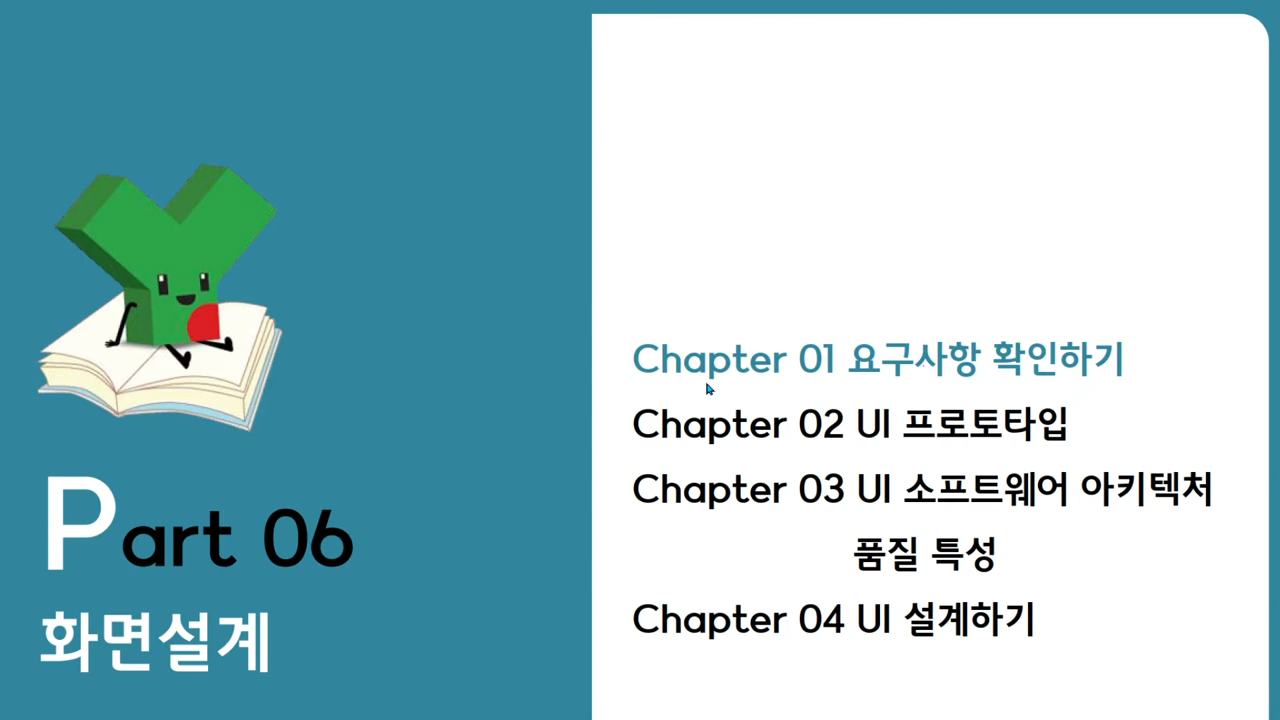 Part 06
화면설계
Chapter 01 요구사항 확인하기
Chapter 02 UI 프로토타입
Chapter 03 UI 소프트웨어 아키텍처
품질 특성
Chapter 04 UI 설계하기